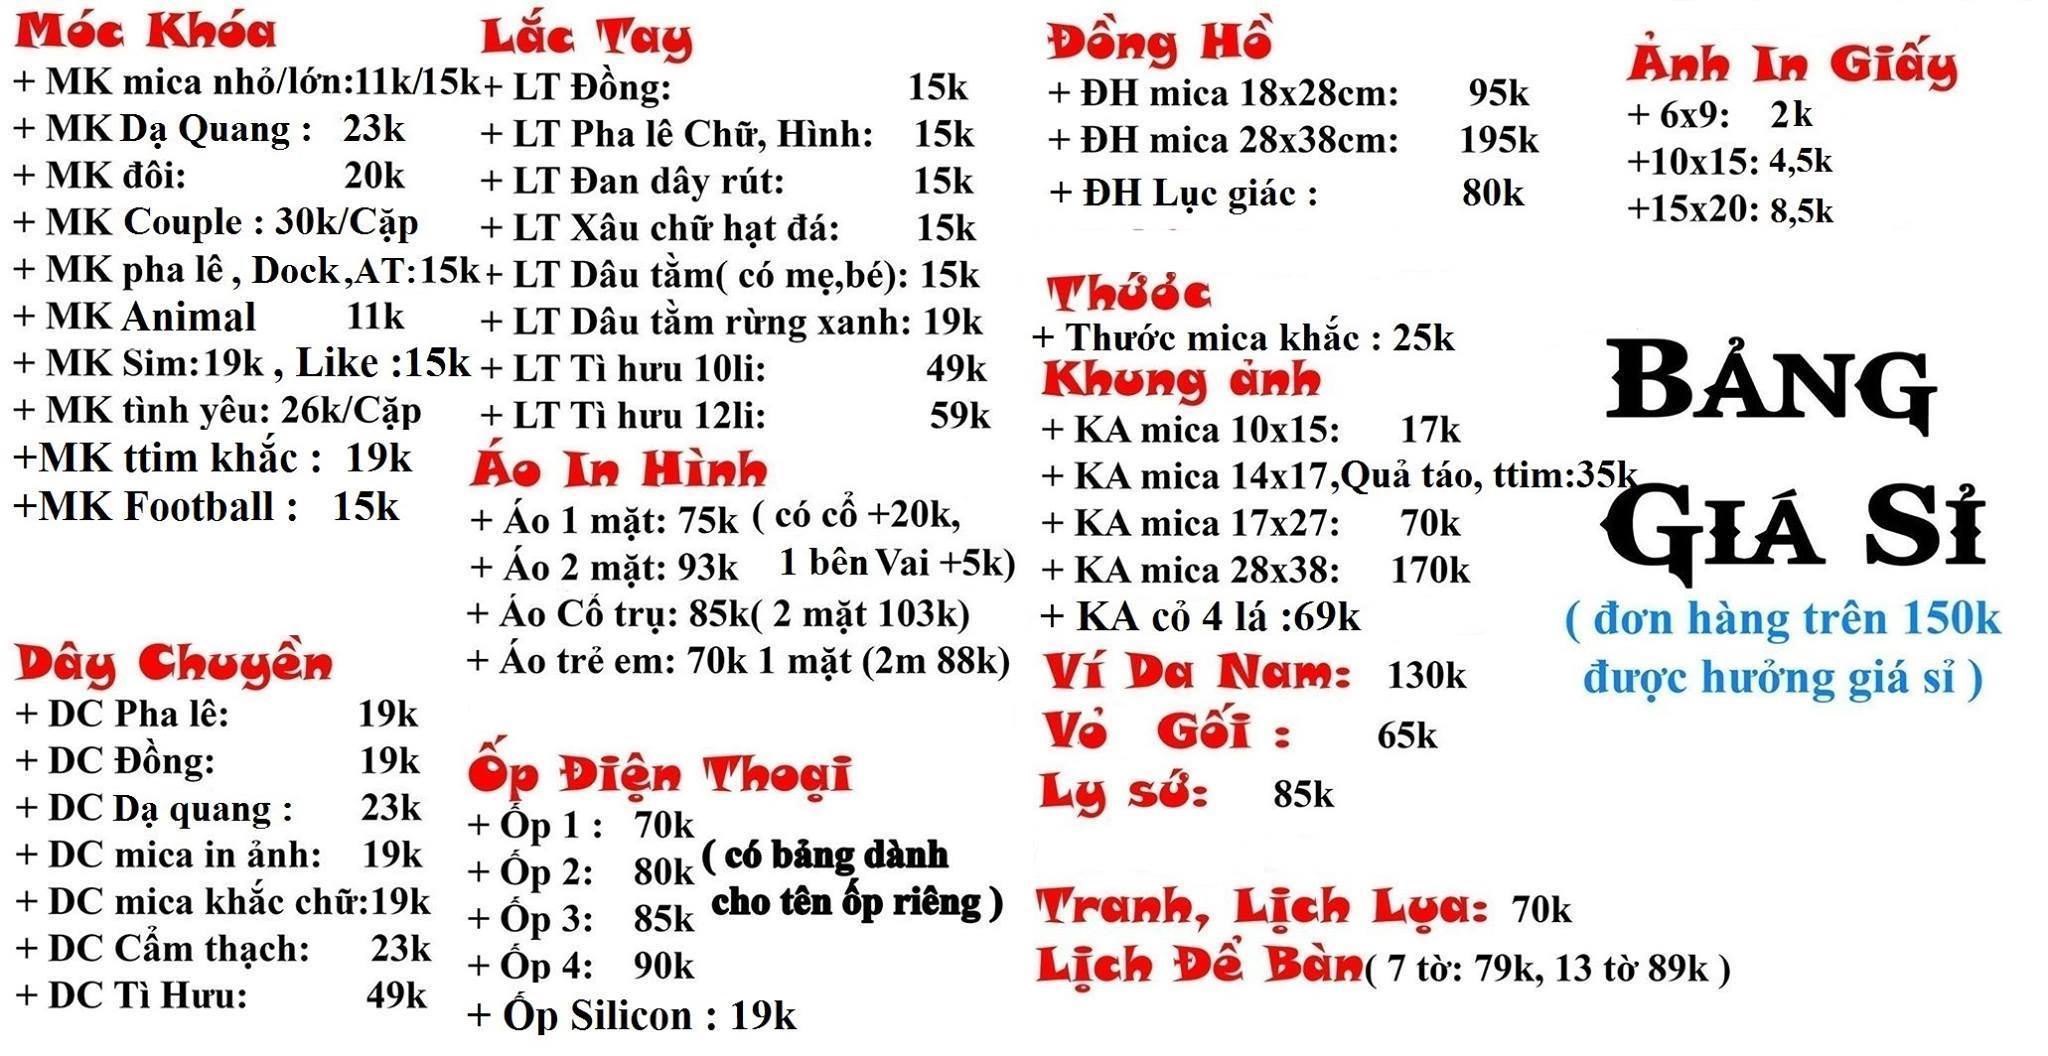 Móc Khóa
+ MK mica nhỏ/lớn:11k/15k
+ MK Dạ Quang : 23k
+ MK đôi: 20k
+ MK Couple : 30k/Cặp
+ MK pha lê , Dock,AT:15k
+ MK Animal 11k
+ MK Sim:19k , Like :15k
+ MK tình yêu: 26k/Cặp
+MK ttim khắc : 19k
+MK Football : 15k
Dây Chuyền
+ DC Pha lê: 19k
+ DC Đồng: 19k
+ DC Dạ quang : 23k
+ DC mica in ảnh: 19k
+ DC mica khắc chữ:19k
+ DC Cẩm thạch: 23k
+ DC Tì Hưu: 49k
Lắc Tay
+ LT Đồng: 15k
+ LT Pha lê Chữ, Hình: 15k
+ LT Đan dây rút: 15k
+ LT Xâu chữ hạt đá: 15k
+ LT Dâu tằm( có mẹ,bé): 15k
+ LT Dâu tằm rừng xanh: 19k
+ LT Tì hưu 10li: 49k
+ LT Tì hưu 12li: 59k
Áo In Hình
+ Áo 1 mặt: 75k ( có cổ +20k,
+ Áo 2 mặt: 93k 1 bên Vai +5k)
+ Áo Cổ trụ: 85k( 2 mặt 103k)
+ Áo trẻ em: 70k 1 mặt (2m 88k)
Ốp Điện Thoại
+ Ốp 1 : 70k
+ Ốp 2: 80k
+ Ốp 3: 85k
+ Ốp 4: 90k
+ Ốp Silicon : 19k
( có bảng dành
cho tên ốp riêng )
Đồng Hồ
+ ĐH mica 18x28cm: 95k
+ ĐH mica 28x38cm: 195k
+ ĐH Lục giác : 80k
Thước
+ Thước mica khắc : 25k
Khung ảnh
+ KA mica 10x15: 17k
+ KA mica 14x17,Quả táo, ttim:35k
+ KA mica 17x27: 70k
+ KA mica 28x38: 170k
+ KA cỏ 4 lá :69k
Ví Da Nam: 130k
Vỏ Gối : 65k
Ly sứ: 85k
Tranh, Lịch Lụa: 70k
Lịch Để Bàn( 7 tờ: 79k, 13 tờ 89k )
Ảnh In Giấy
+ 6x9: 2k
+10x15: 4,5k
+15x20: 8,5k
BẢNG
GIÁ SỈ
( đơn hàng trên 150k
được hưởng giá sỉ )